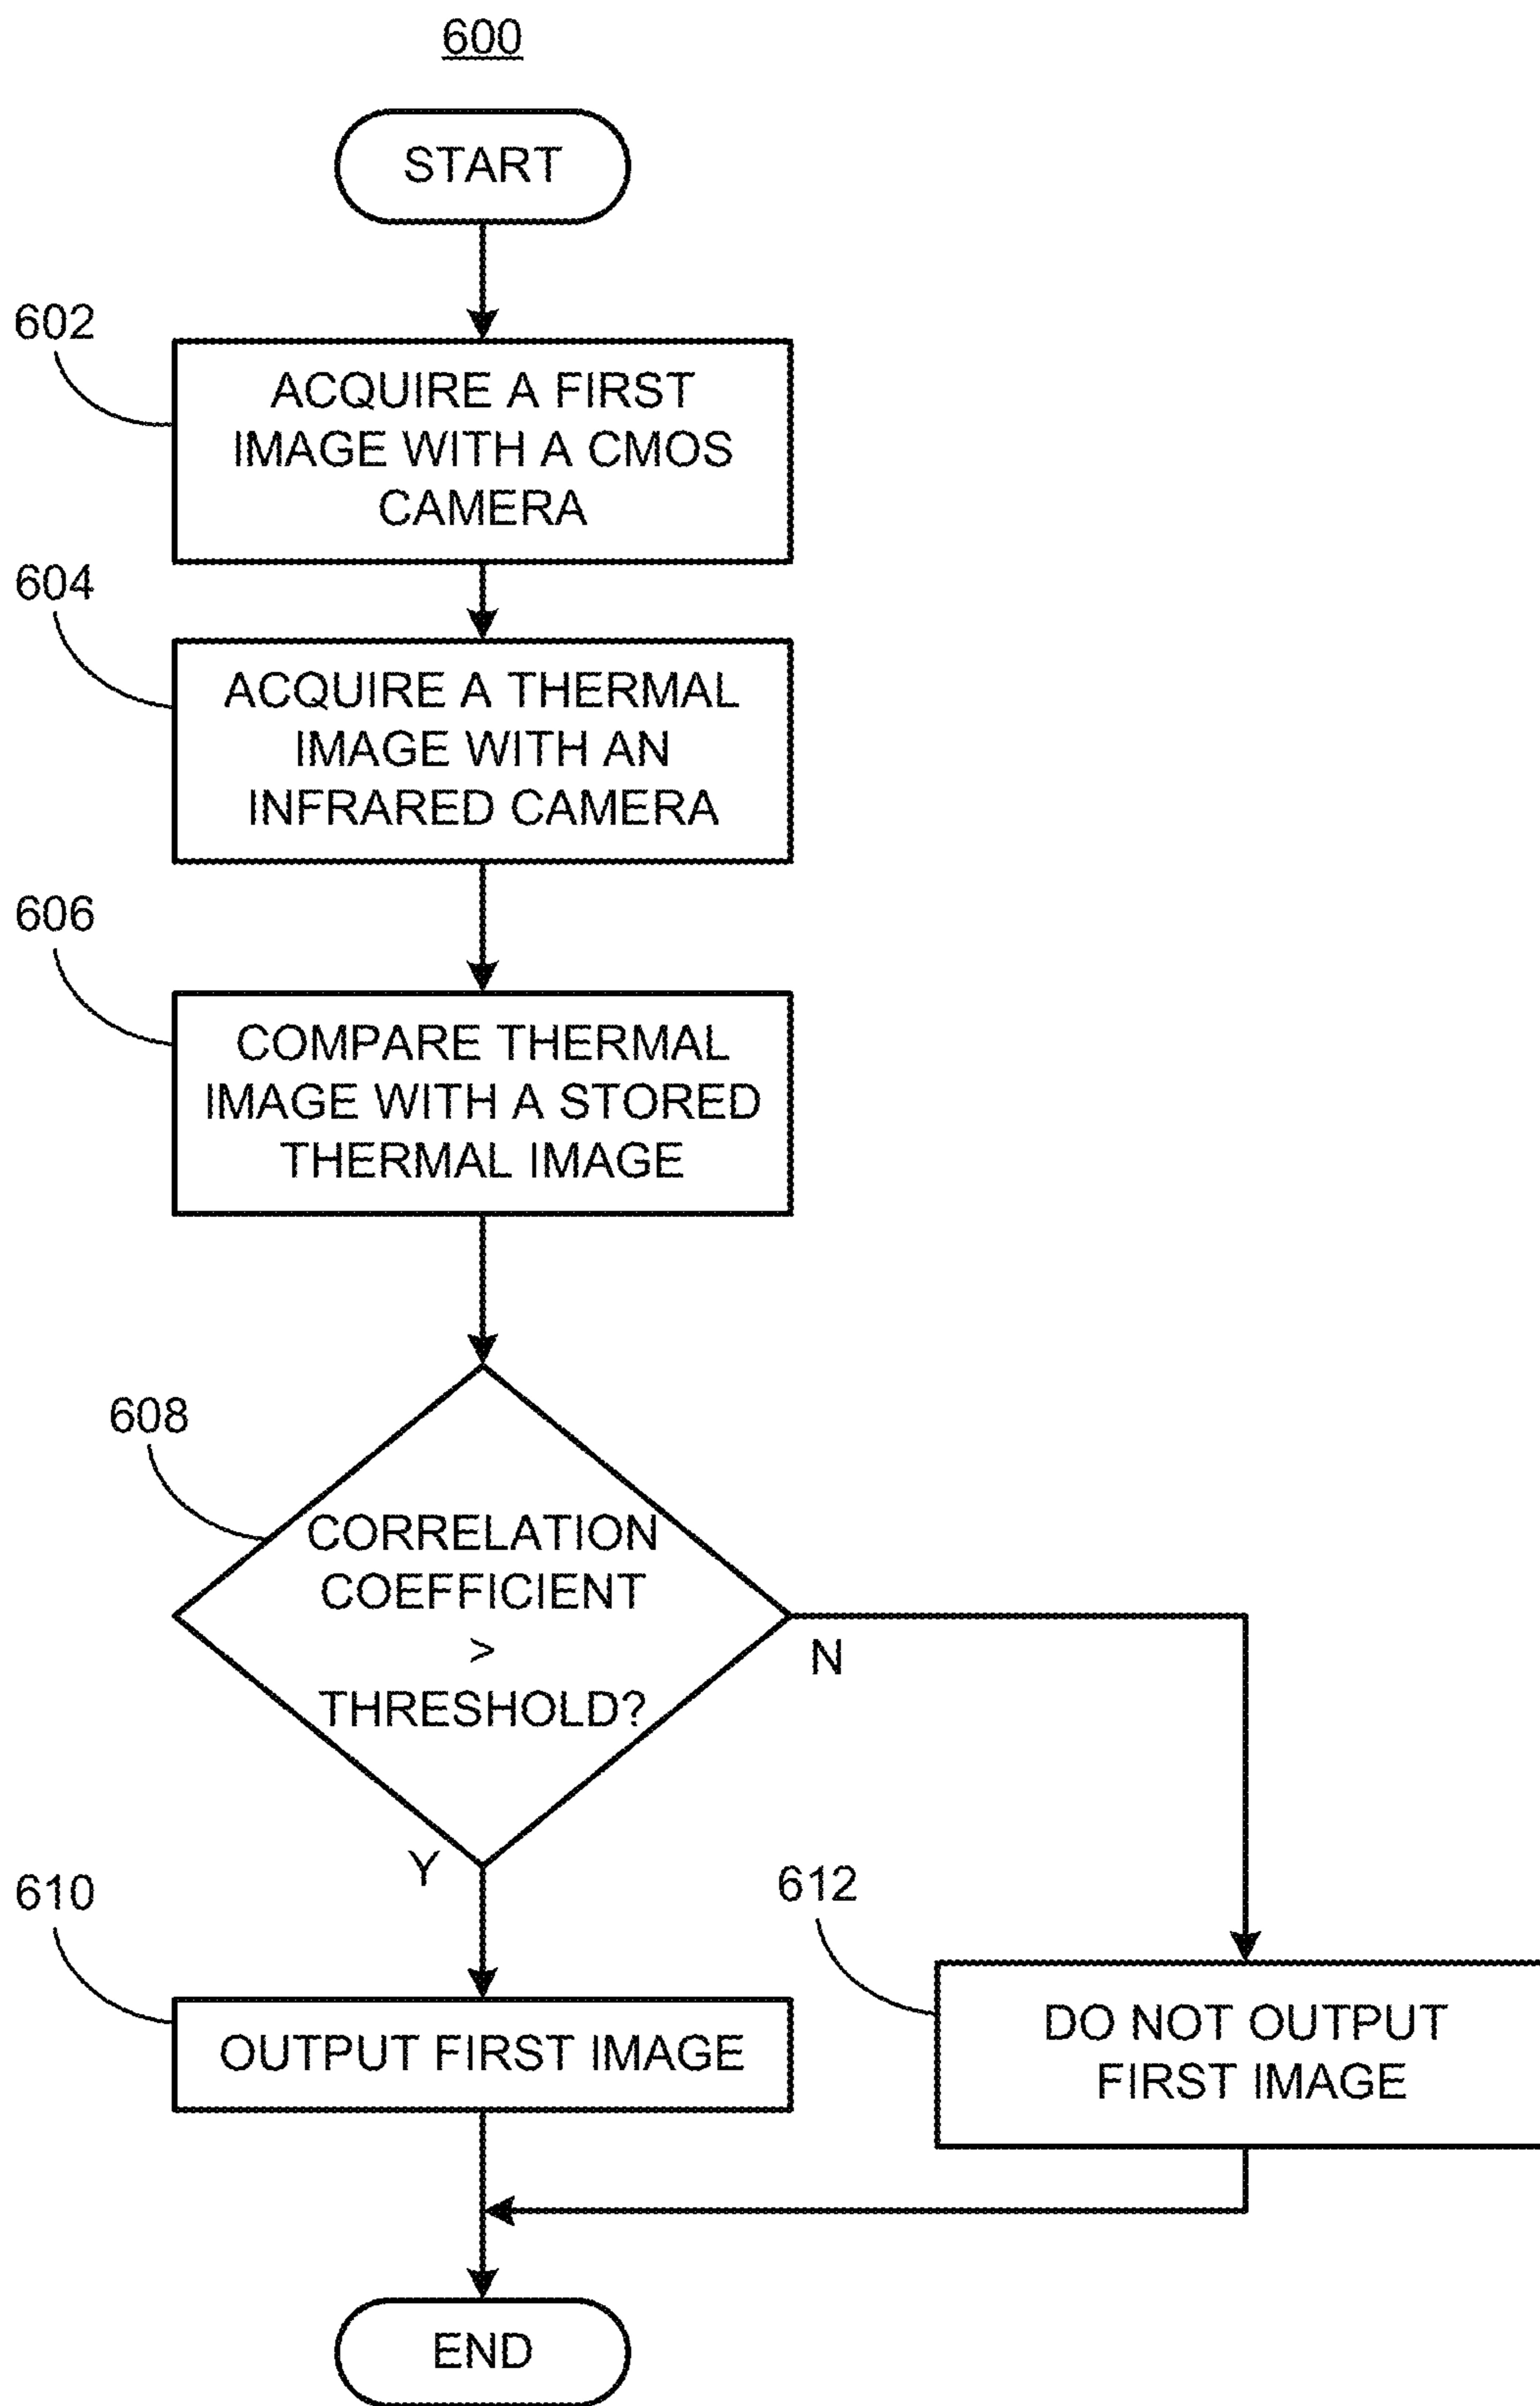 600
START
602
ACQUIRE A FIRST
IMAGE WITH A CMOS
CAMERA
604
ACQUIRE A THERMAL
IMAGE WITH AN
INFRARED CAMERA
606
COMPARE THERMAL
IMAGE WITH A STORED
THERMAL IMAGE
608
CORRELATION
COEFFICIENT
>
THRESHOLD?
N
Y
610
OUTPUT FIRST IMAGE
612
DO NOT OUTPUT
FIRST IMAGE
END